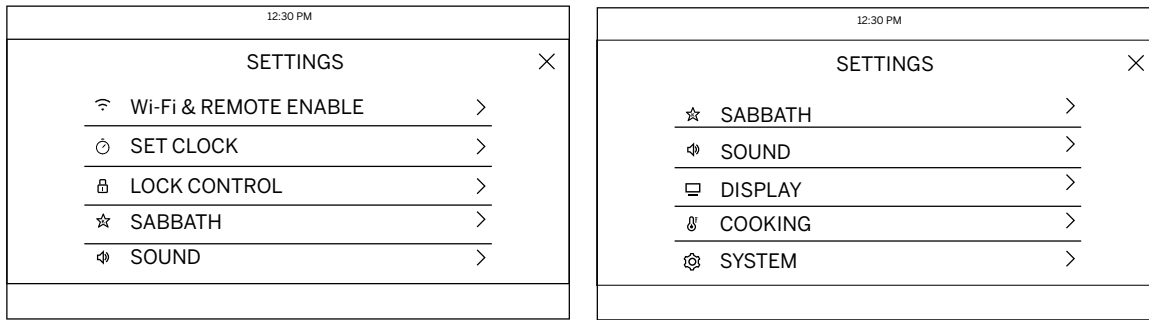 12:30 PM
SETTINGS
Wi-Fi & REMOTE ENABLE
SET CLOCK
LOCK CONTROL
SABBATH
SOUND
12:30 PM
SETTINGS
SABBATH
SOUND
DISPLAY
COOKING
SYSTEM